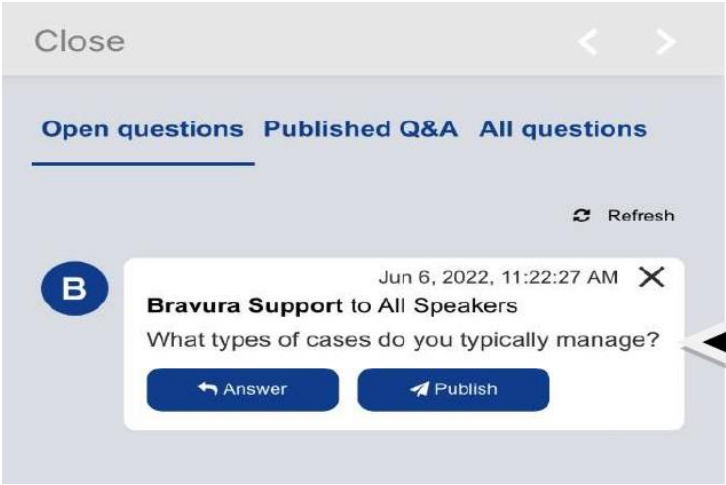 Close
Open questions Published Q&A All questions
Refresh
B
Jun 6, 2022, 11:22:27 AM
Bravura Support to All Speakers
What types of cases do you typically manage?
Answer Publish